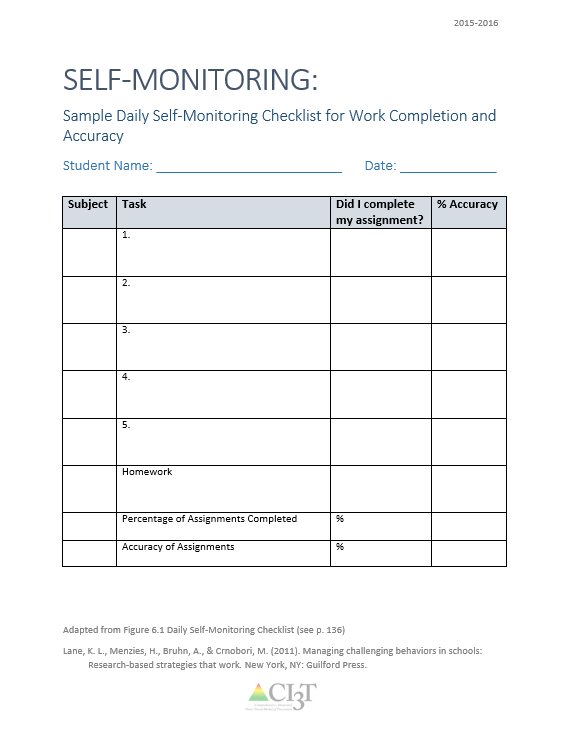 2015-2016
SELF-MONITORING:
Sample Daily Self-Monitoring Checklist for Work Completion and
Accuracy
Student Name: __________________________ Date: _____________
Subject Task Did I complete my assignment? % Accuracy
1.
2.
3.
4.
5.
Homework
Percentage of Assignments Completed %
Accuracy of Assignments %
Adapted from Figure 6.1 Daily Self-Monitoring Checklist (see p. 136)
Lane, K. L., Menzies, H., Bruhn, A., & Crnobori, M. (2011). Managing challenging behaviors in schools:
Research-based strategies that work. New York, NY: Guilford Press.
CI3T